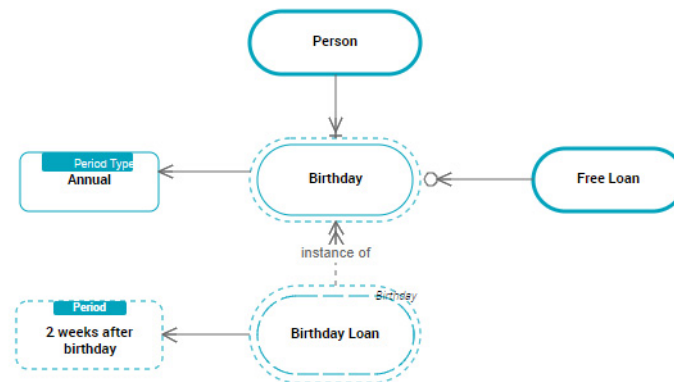 Person
Period Type
Annual
Birthday
Free Loan
instance of
Birthday
Period
2 weeks after
birthday
Birthday Loan